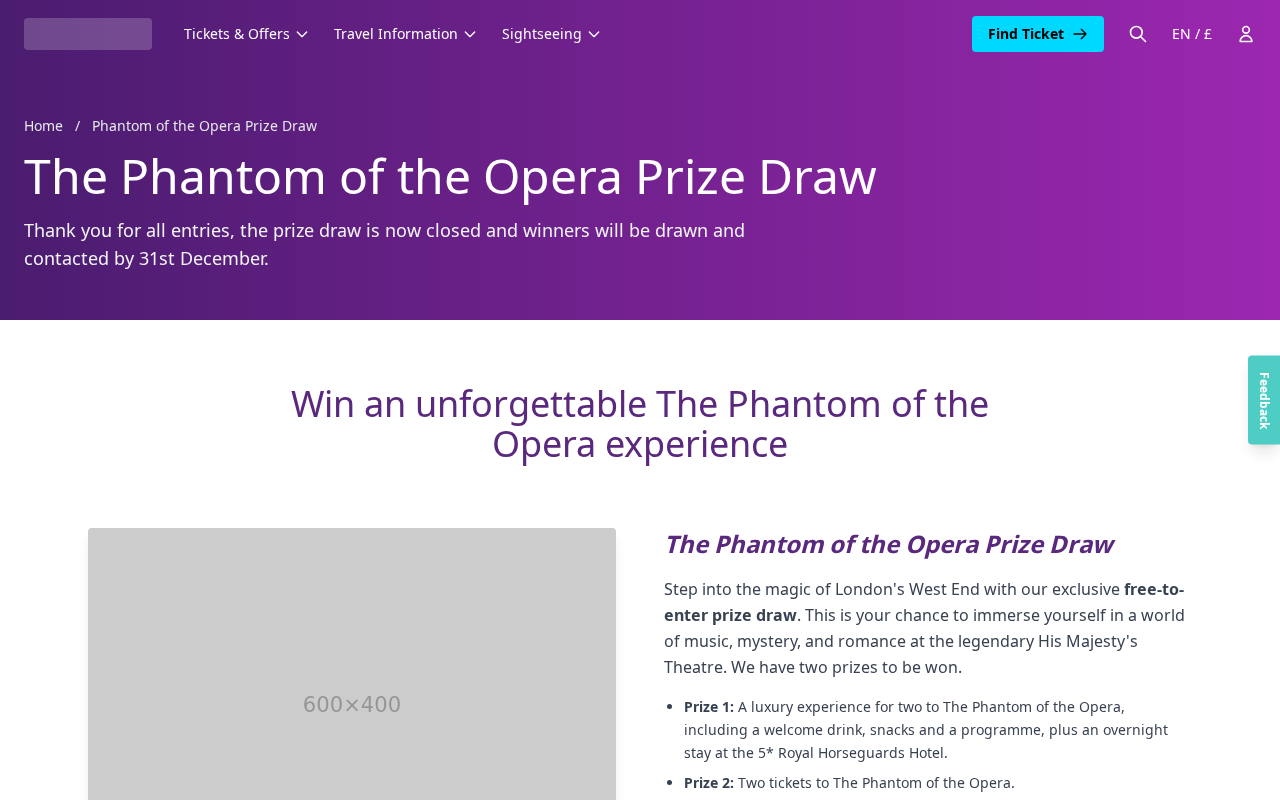 Tickets & Offers
Travel Information
Sightseeing
Find Ticket
EN / £
Home / Phantom of the Opera Prize Draw
The Phantom of the Opera Prize Draw
Thank you for all entries, the prize draw is now closed and winners will be drawn and
contacted by 31st December.
Feedback
Win an unforgettable The Phantom of the
Opera experience
600×400
The Phantom of the Opera Prize Draw
Step into the magic of London's West End with our exclusive free-to-
enter prize draw. This is your chance to immerse yourself in a world
of music, mystery, and romance at the legendary His Majesty's
Theatre. We have two prizes to be won.
• Prize 1: A luxury experience for two to The Phantom of the Opera,
including a welcome drink, snacks and a programme, plus an overnight
stay at the 5* Royal Horseguards Hotel.
• Prize 2: Two tickets to The Phantom of the Opera.